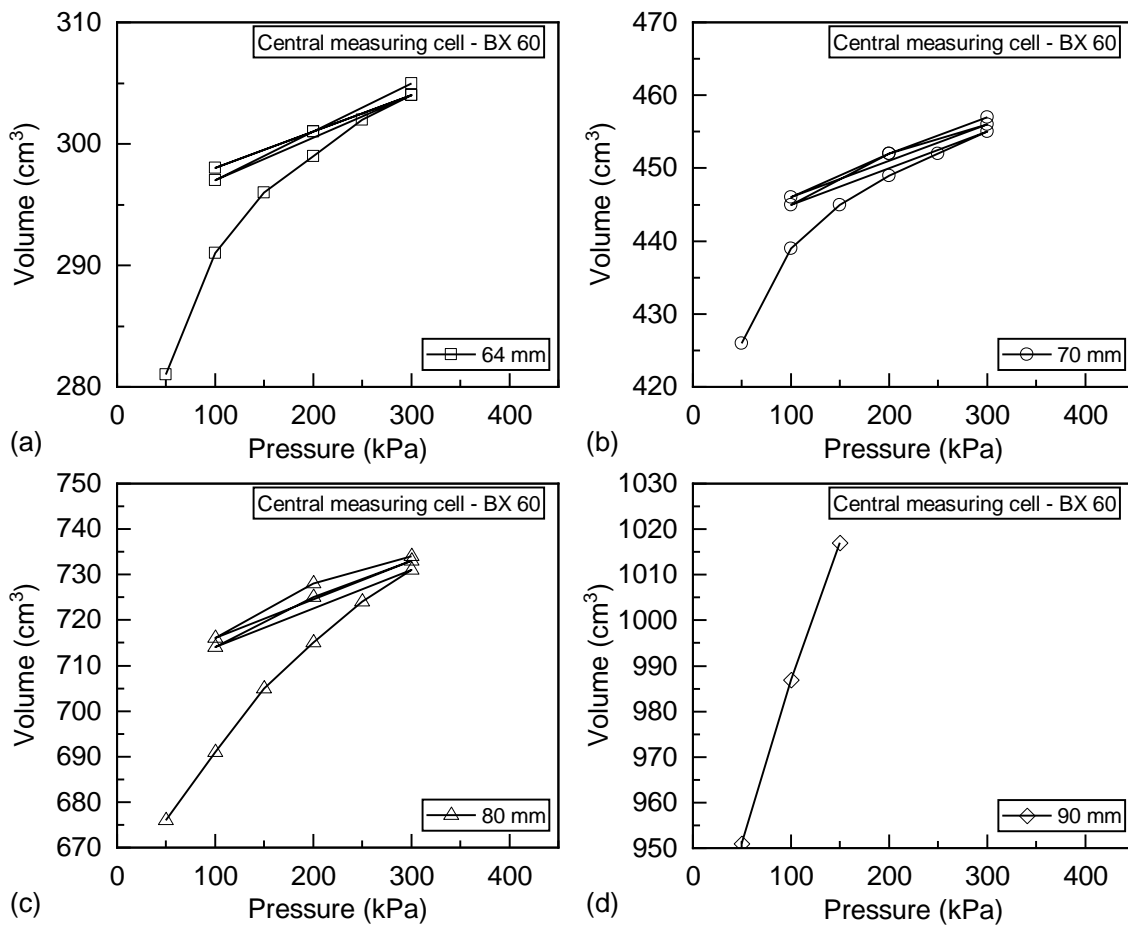 310
Central measuring cell - BX 60
300
290
280
Volume (cm³)
64 mm
0 100 200 300 400
Pressure (kPa)
(a)
470
Central measuring cell - BX 60
460
450
440
430
420
Volume (cm³)
70 mm
0 100 200 300 400
Pressure (kPa)
(b)
750
Central measuring cell - BX 60
740
730
720
710
700
690
680
670
Volume (cm³)
80 mm
0 100 200 300 400
Pressure (kPa)
(c)
1030
Central measuring cell - BX 60
1020
1010
1000
990
980
970
960
950
Volume (cm³)
90 mm
0 100 200 300 400
Pressure (kPa)
(d)